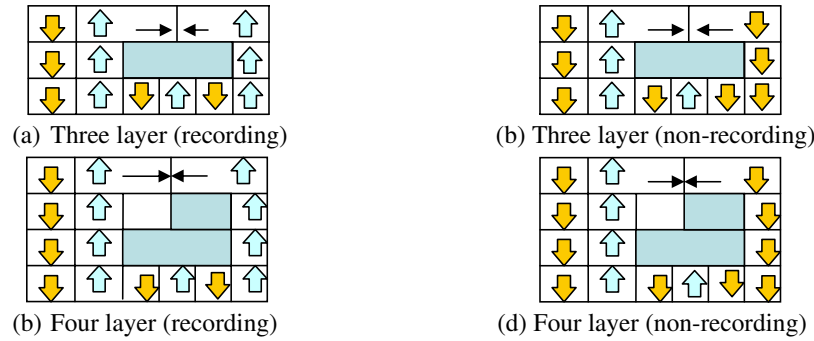 (a) Three layer (recording)
(b) Three layer (non-recording)
(b) Four layer (recording)
(d) Four layer (non-recording)